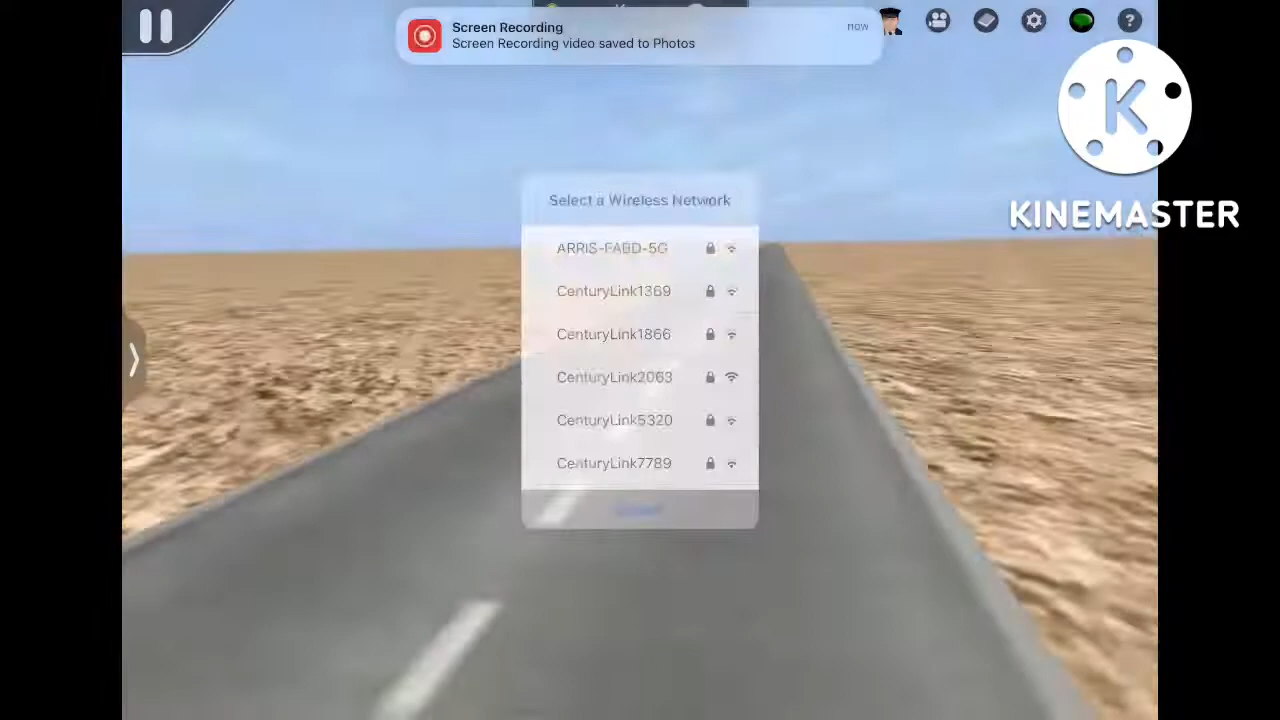 Screen Recording
now
Screen Recording video saved to Photos
?
K
KINEMASTER
Select a Wireless Network
ARRIS-FABD-5G
CenturyLink1369
CenturyLink1866
CenturyLink2063
CenturyLink5320
CenturyLink7789